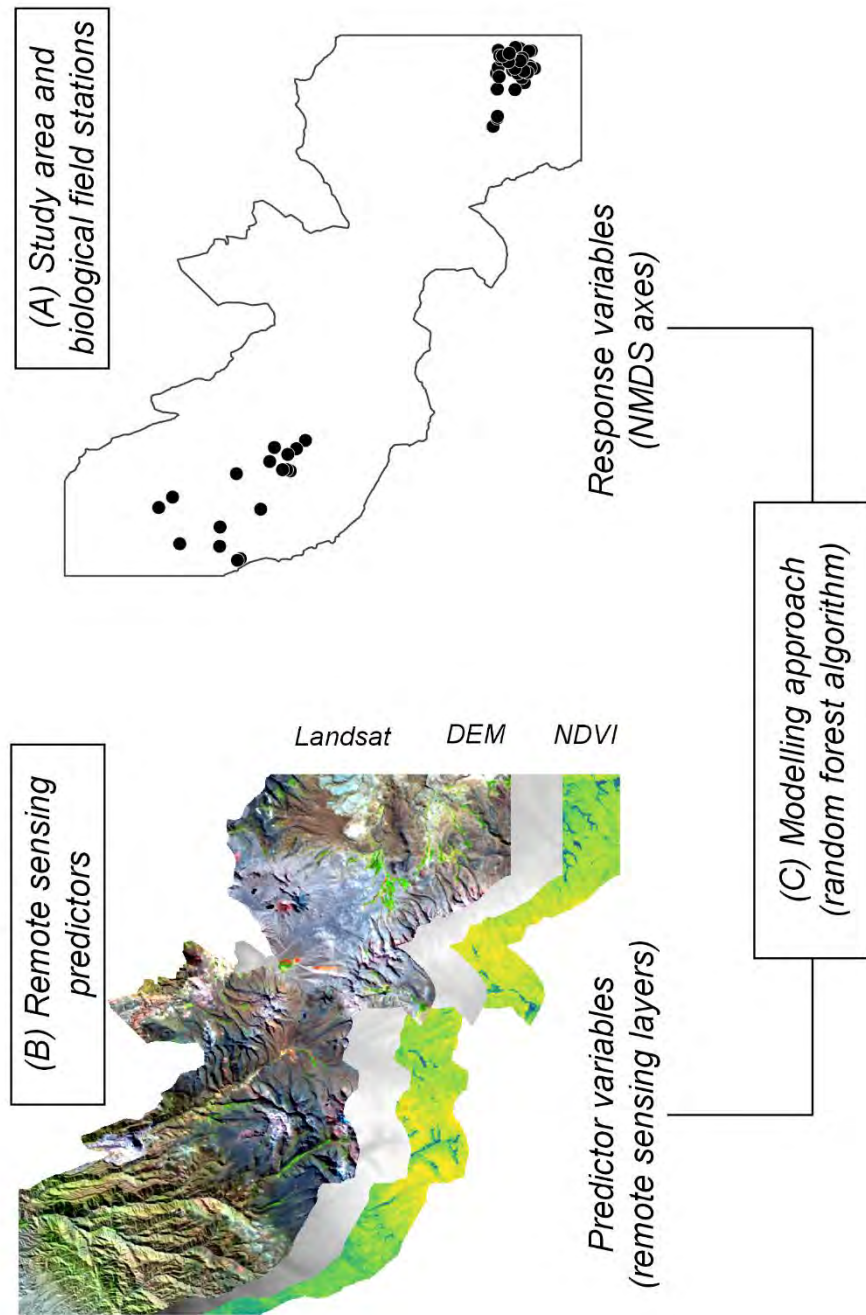 (A) Study area and
biological field stations
Response variables
(NMDS axes)
(B) Remote sensing
predictors
Landsat
DEM
NDVI
Predictor variables
(remote sensing layers)
(C) Modelling approach
(random forest algorithm)